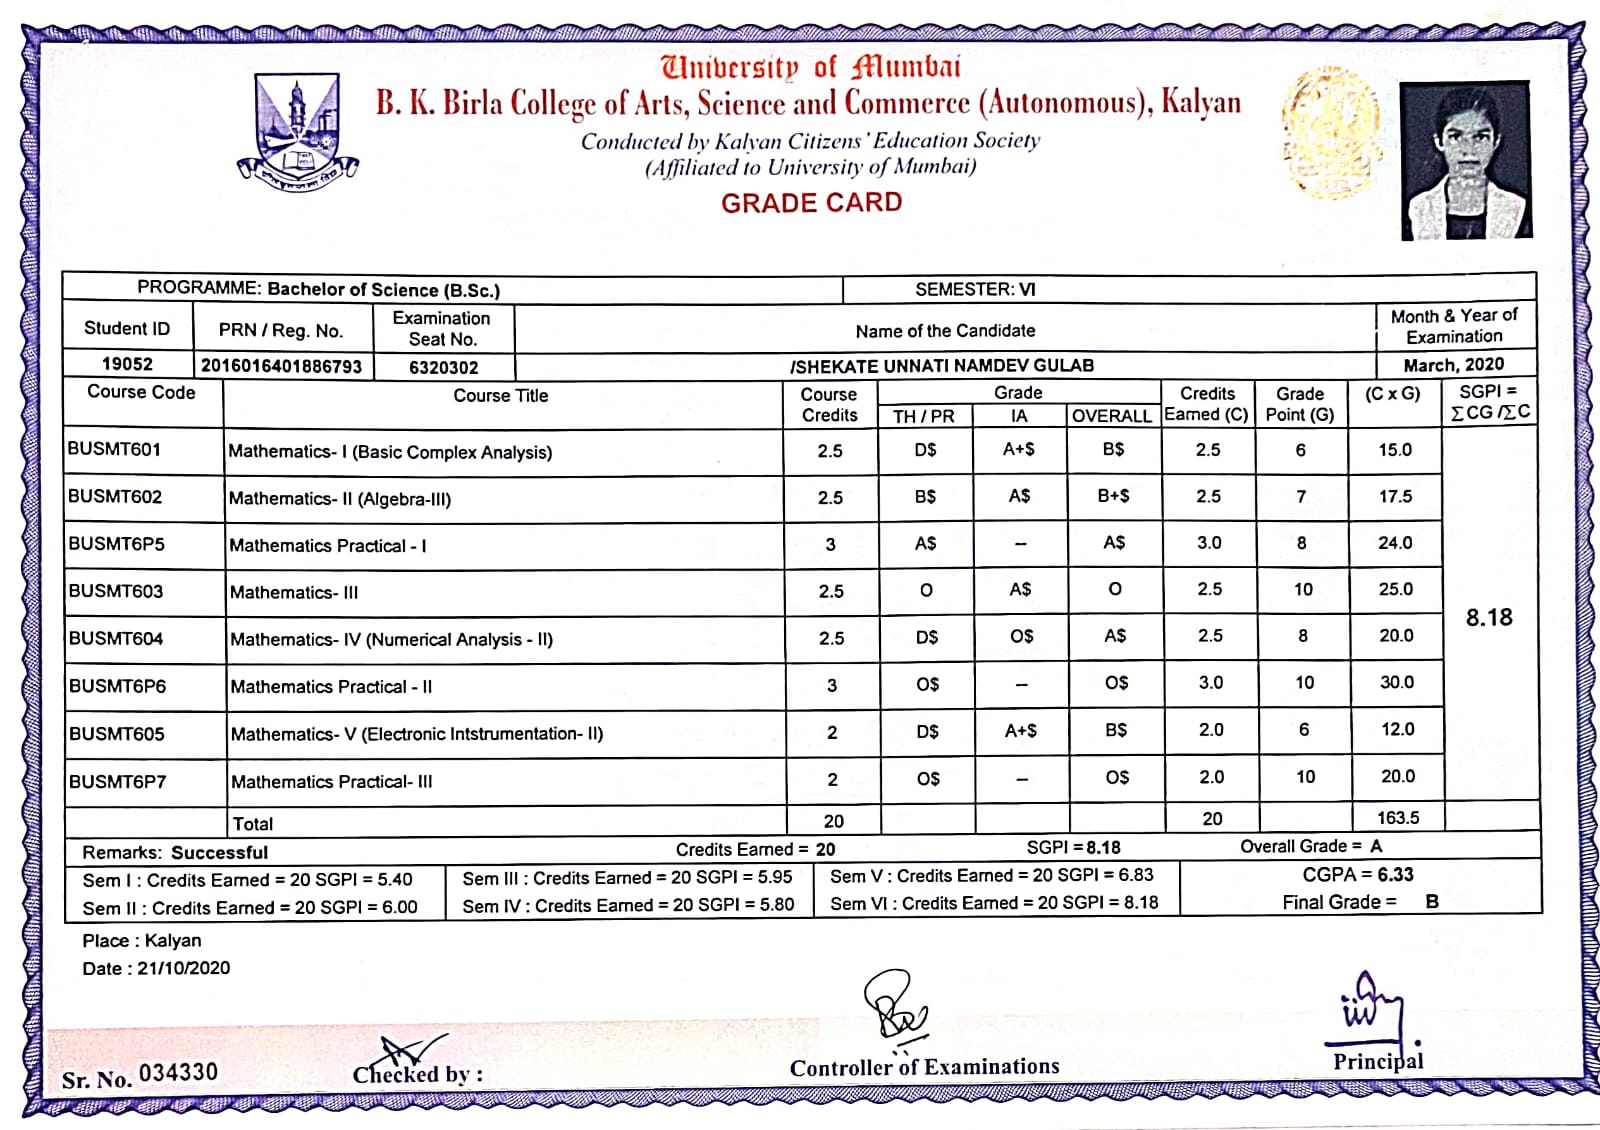 University of Mumbai
B. K. Birla College of Arts, Science and Commerce (Autonomous), Kalyan
Conducted by Kalyan Citizens' Education Society
(Affiliated to University of Mumbai)
GRADE CARD
PROGRAMME: Bachelor of Science (B.Sc.) SEMESTER: VI
Student ID PRN / Reg. No. Examination Seat No. Name of the Candidate Month & Year of Examination
19052 2016016401886793 6320302 /SHEKATE UNNATI NAMDEV GULAB March, 2020
Course Code Course Title Course Credits Grade Credits Earned (C) Grade Point (G) (C x G) SGPI = ΣCG /ΣC
TH / PR IA OVERALL
BUSMT601 Mathematics- I (Basic Complex Analysis) 2.5 D$ A+$ B$ 2.5 6 15.0
BUSMT602 Mathematics- II (Algebra-III) 2.5 B$ A$ B+$ 2.5 7 17.5
BUSMT6P5 Mathematics Practical - I 3 A$ -- A$ 3.0 8 24.0
BUSMT603 Mathematics- III 2.5 O A$ O 2.5 10 25.0
8.18
BUSMT604 Mathematics- IV (Numerical Analysis - II) 2.5 D$ O$ A$ 2.5 8 20.0
BUSMT6P6 Mathematics Practical - II 3 O$ -- O$ 3.0 10 30.0
BUSMT605 Mathematics- V (Electronic Intstrumentation- II) 2 D$ A+$ B$ 2.0 6 12.0
BUSMT6P7 Mathematics Practical- III 2 O$ -- O$ 2.0 10 20.0
Total 20 20 163.5
Remarks: Successful Credits Earned = 20 SGPI = 8.18 Overall Grade = A
Sem I : Credits Earned = 20 SGPI = 5.40 Sem III : Credits Earned = 20 SGPI = 5.95 Sem V : Credits Earned = 20 SGPI = 6.83 CGPA = 6.33
Sem II : Credits Earned = 20 SGPI = 6.00 Sem IV : Credits Earned = 20 SGPI = 5.80 Sem VI : Credits Earned = 20 SGPI = 8.18 Final Grade = B
Place : Kalyan
Date : 21/10/2020
Sr. No. 034330 Checked by : Controller of Examinations Principal